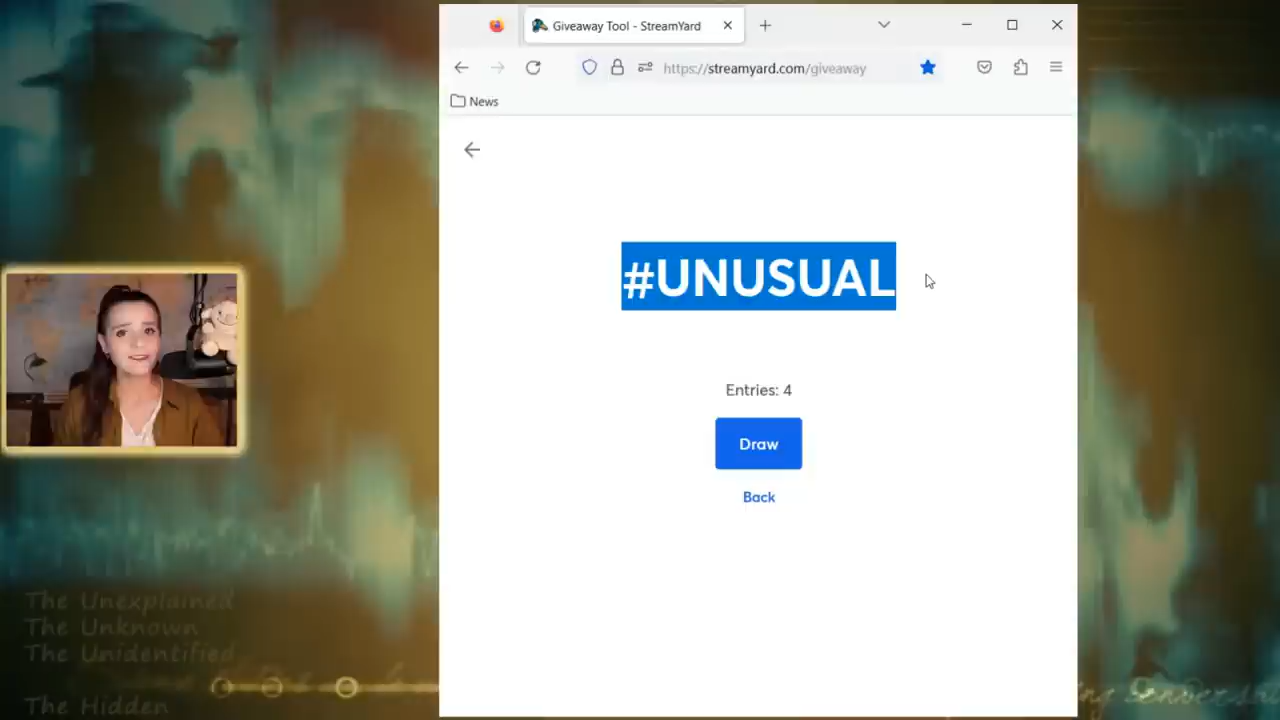 Giveaway Tool - StreamYard
https://streamyard.com/giveaway
News
#UNUSUAL
Entries: 4
Draw
Back
The Unexplained
The Unknown
The Unidentified
The Hidden